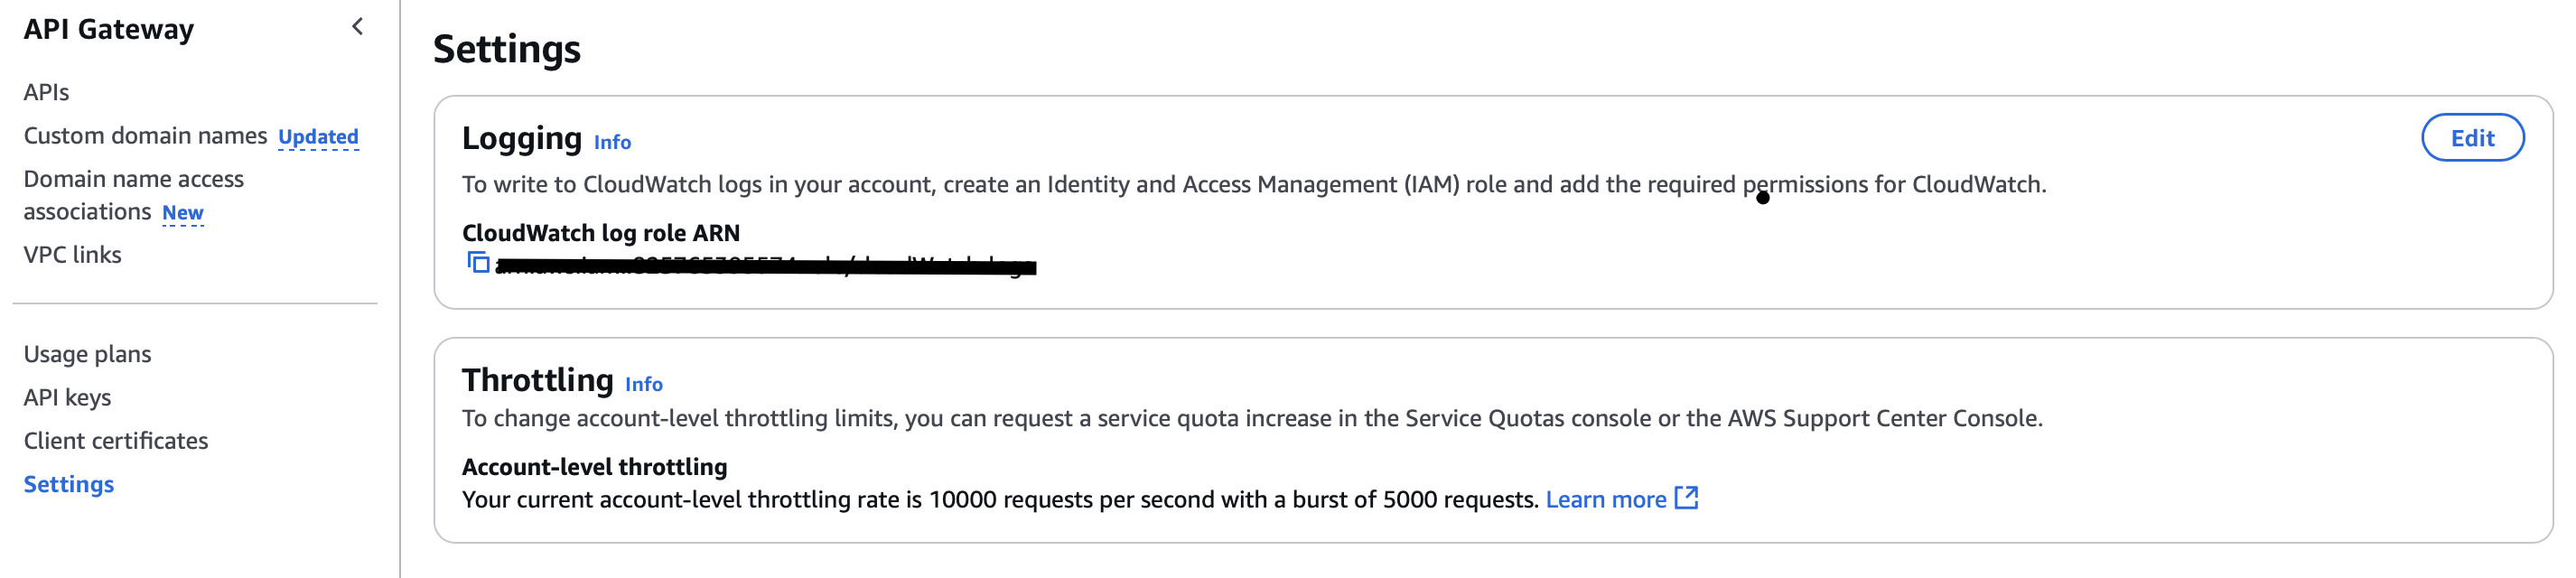 API Gateway
APIs
Custom domain names Updated
Domain name access
associations New
VPC links
Usage plans
API keys
Client certificates
Settings
Settings
Logging Info
Edit
To write to CloudWatch logs in your account, create an Identity and Access Management (IAM) role and add the required permissions for CloudWatch.
CloudWatch log role ARN
Throttling Info
To change account-level throttling limits, you can request a service quota increase in the Service Quotas console or the AWS Support Center Console.
Account-level throttling
Your current account-level throttling rate is 10000 requests per second with a burst of 5000 requests. Learn more